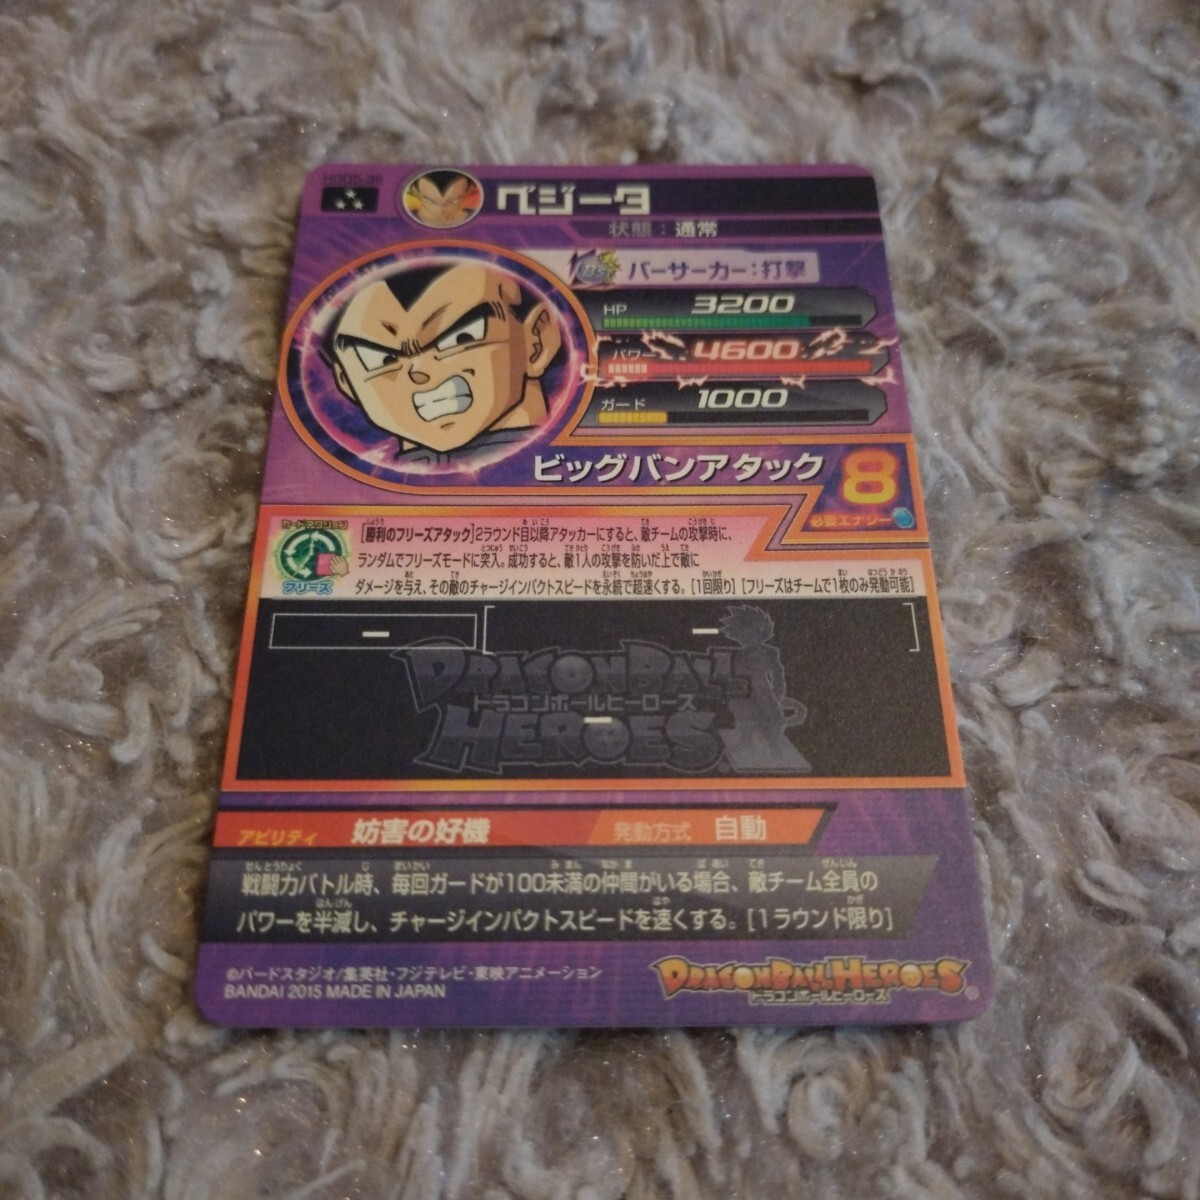 HGD5-36
ベジータ
状態：通常
BS バーサーカー：打撃
HP 3200
パワー 4600
ガード 1000
ビッグバンアタック 8
必要エナジー
カードアクション
フリーズ
[勝利のフリーズアタック]2ラウンド目以降アタッカーにすると、敵チームの攻撃時に、
ランダムでフリーズモードに突入。成功すると、敵1人の攻撃を防いだ上で敵に
ダメージを与え、その敵のチャージインパクトスピードを永続で超速くする。[1回限り] [フリーズはチームで1枚のみ発動可能]
ー [ ー ]
DRAGONBALL
ドラゴンボールヒーローズ
ー
HEROES
アビリティ 妨害の好機 発動方式 自動
戦闘力バトル時、毎回ガードが100未満の仲間がいる場合、敵チーム全員の
パワーを半減し、チャージインパクトスピードを速くする。[1ラウンド限り]
©バードスタジオ/集英社・フジテレビ・東映アニメーション
BANDAI 2015 MADE IN JAPAN
DRAGONBALL HEROES
ドラゴンボールヒーローズ